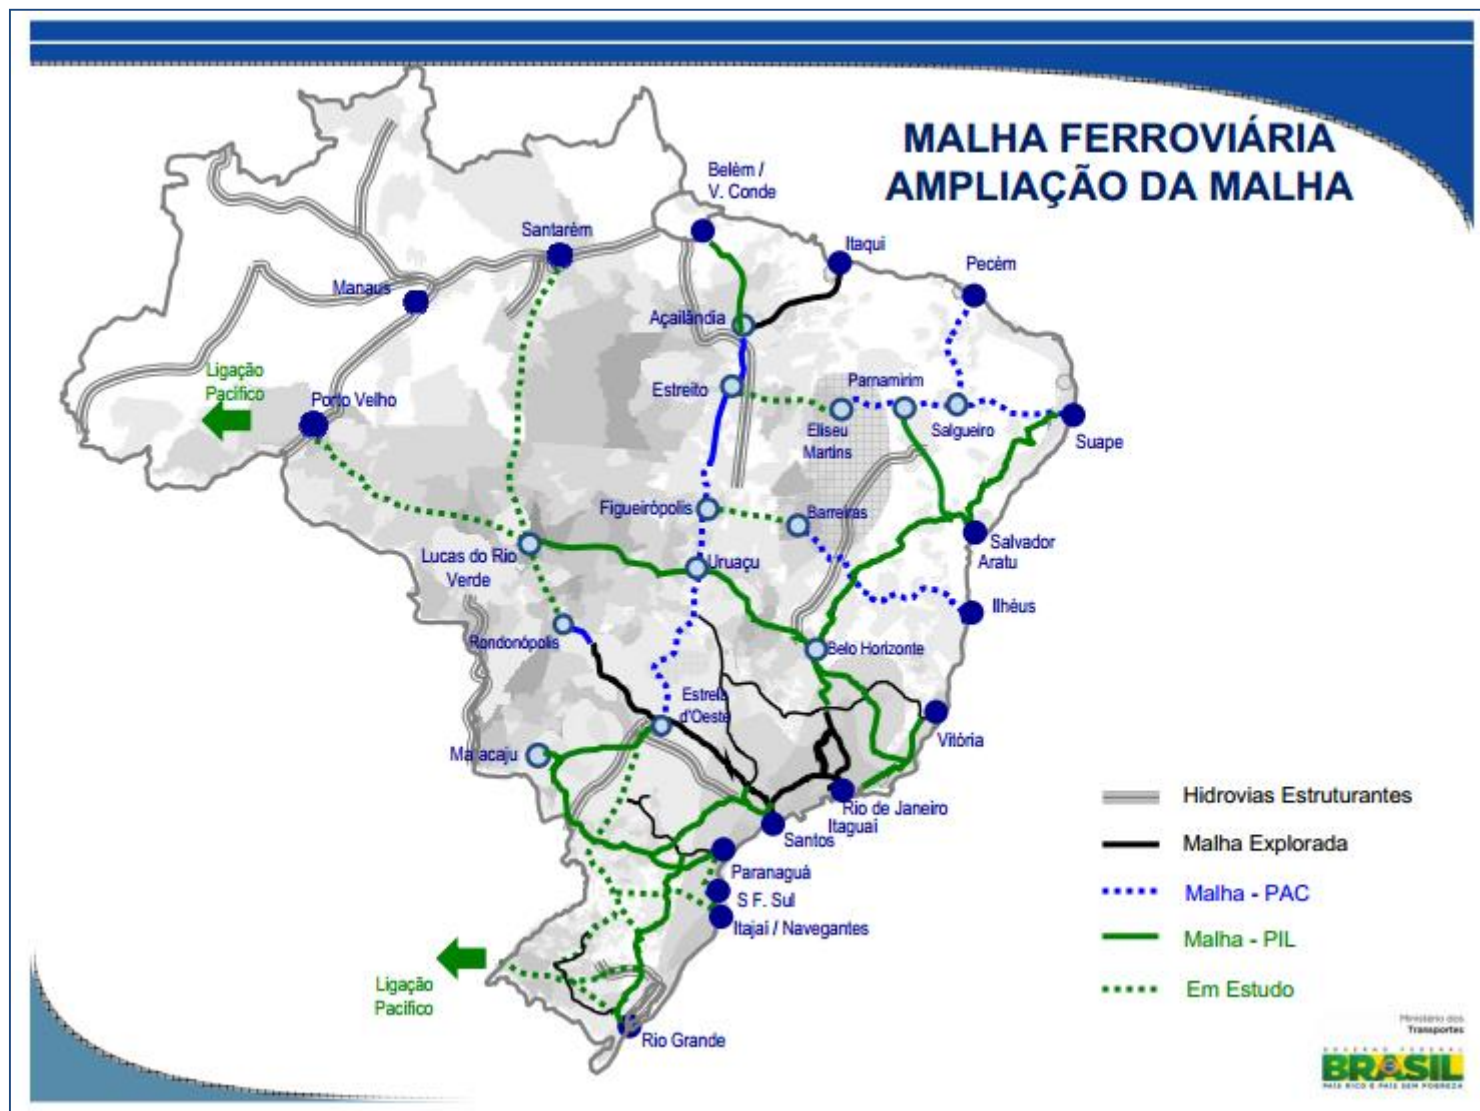 MALHA FERROVIÁRIA
AMPLIAÇÃO DA MALHA
Belém /
V. Conde
Santarém
Itaqui
Pecém
Manaus
Açailândia
Ligação
Pacífico
Porto Velho
Estreito
Parnamirim
Eliseu
Martins
Salgueiro
Suape
Figueirópolis
Barreiras
Lucas do Rio
Verde
Uruaçu
Salvador
Aratu
Ilhéus
Rondonópolis
Belo Horizonte
Estrela
d'Oeste
Vitória
Maracaju
Rio de Janeiro
Itaguaí
Santos
Paranaguá
S F. Sul
Itajaí / Navegantes
Ligação
Pacífico
Rio Grande
Hidrovias Estruturantes
Malha Explorada
Malha - PAC
Malha - PIL
Em Estudo
Ministério dos
Transportes
GOVERNO FEDERAL
BRASIL
PAÍS RICO É PAÍS SEM POBREZA